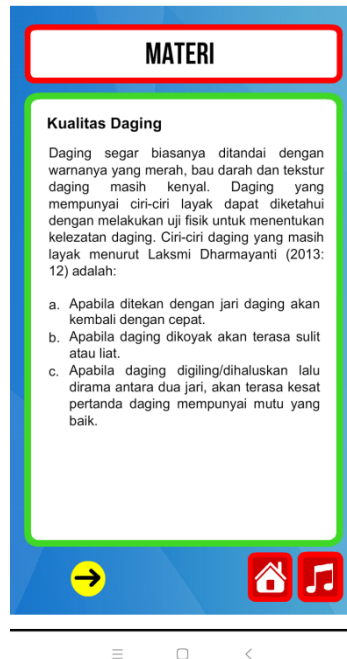 MATERI
Kualitas Daging
Daging segar biasanya ditandai dengan
warnanya yang merah, bau darah dan tekstur
daging masih kenyal. Daging yang
mempunyai ciri-ciri layak dapat diketahui
dengan melakukan uji fisik untuk menentukan
kelezatan daging. Ciri-ciri daging yang masih
layak menurut Laksmi Dharmayanti (2013:
12) adalah:
a. Apabila ditekan dengan jari daging akan
kembali dengan cepat.
b. Apabila daging dikoyak akan terasa sulit
atau liat.
c. Apabila daging digiling/dihaluskan lalu
dirama antara dua jari, akan terasa kesat
pertanda daging mempunyai mutu yang
baik.